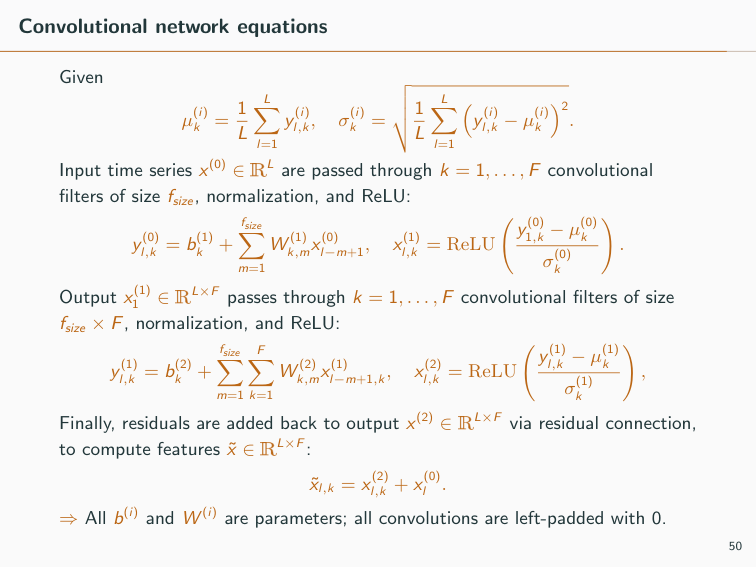 Convolutional network equations
Given
$\mu_k^{(i)} = \frac{1}{L} \sum_{l=1}^{L} y_{l,k}^{(i)}, \quad \sigma_k^{(i)} = \sqrt{\frac{1}{L} \sum_{l=1}^{L} \left( y_{l,k}^{(i)} - \mu_k^{(i)} \right)^2}.$
Input time series $x^{(0)} \in \mathbb{R}^L$ are passed through $k = 1, \ldots, F$ convolutional
filters of size $f_{size}$, normalization, and ReLU:
$y_{l,k}^{(0)} = b_k^{(1)} + \sum_{m=1}^{f_{size}} W_{k,m}^{(1)} x_{l-m+1}^{(0)}, \quad x_{l,k}^{(1)} = \mathrm{ReLU} \left( \frac{y_{1,k}^{(0)} - \mu_k^{(0)}}{\sigma_k^{(0)}} \right).$
Output $x_1^{(1)} \in \mathbb{R}^{L \times F}$ passes through $k = 1, \ldots, F$ convolutional filters of size
$f_{size} \times F$, normalization, and ReLU:
$y_{l,k}^{(1)} = b_k^{(2)} + \sum_{m=1}^{f_{size}} \sum_{k=1}^{F} W_{k,m}^{(2)} x_{l-m+1,k}^{(1)}, \quad x_{l,k}^{(2)} = \mathrm{ReLU} \left( \frac{y_{l,k}^{(1)} - \mu_k^{(1)}}{\sigma_k^{(1)}} \right),$
Finally, residuals are added back to output $x^{(2)} \in \mathbb{R}^{L \times F}$ via residual connection,
to compute features $\tilde{x} \in \mathbb{R}^{L \times F}$:
$\tilde{x}_{l,k} = x_{l,k}^{(2)} + x_l^{(0)}.$
⇒ All $b^{(i)}$ and $W^{(i)}$ are parameters; all convolutions are left-padded with 0.
50